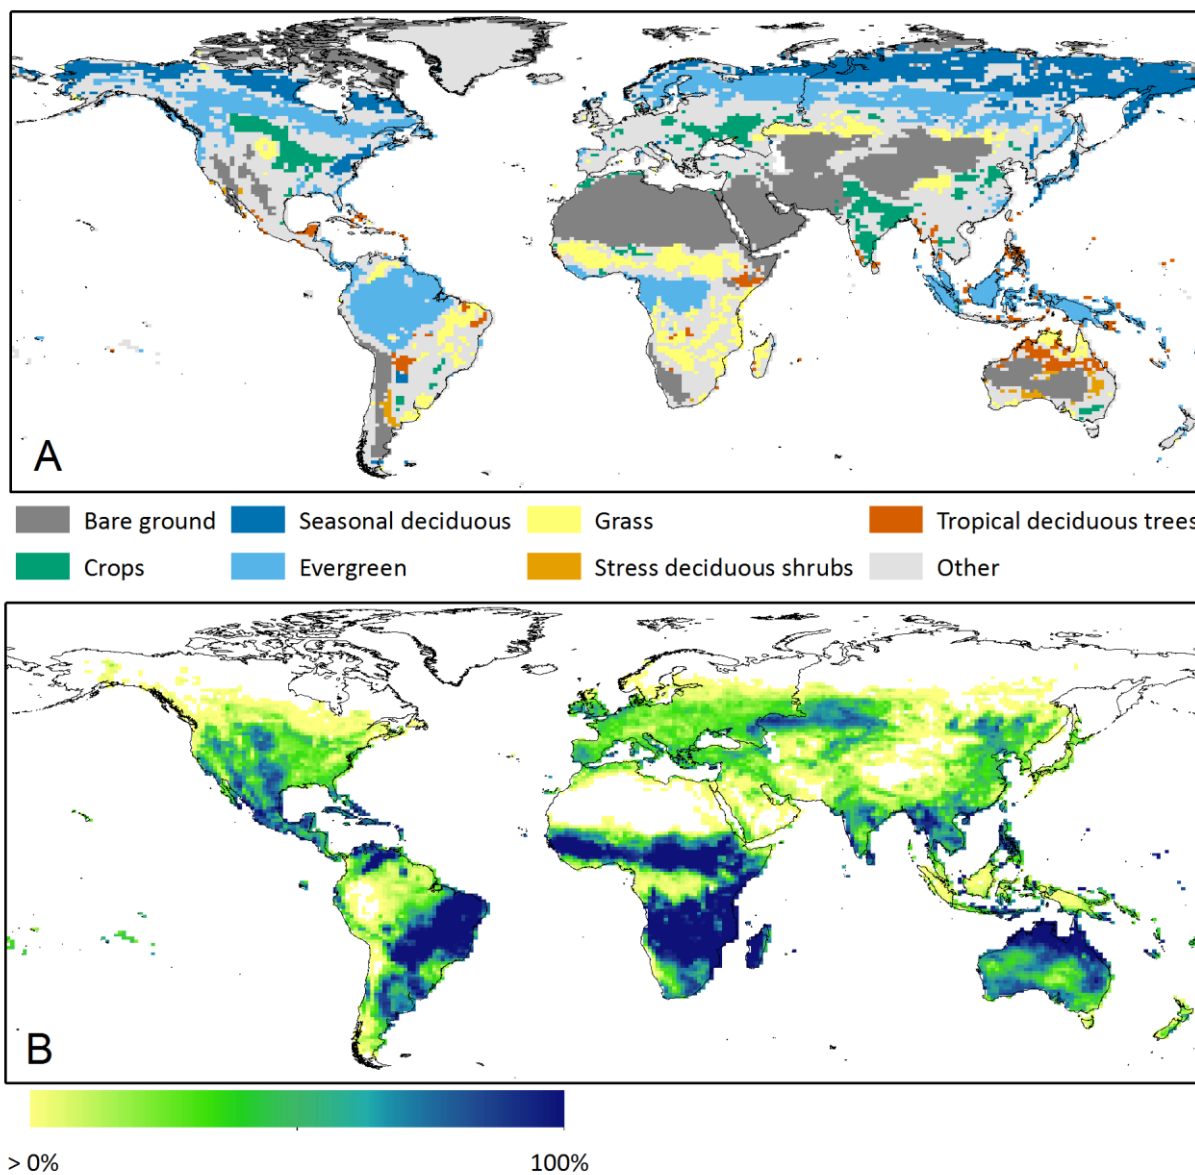 A
Bare ground Seasonal deciduous Grass Tropical deciduous trees
Crops Evergreen Stress deciduous shrubs Other
B
> 0% 100%